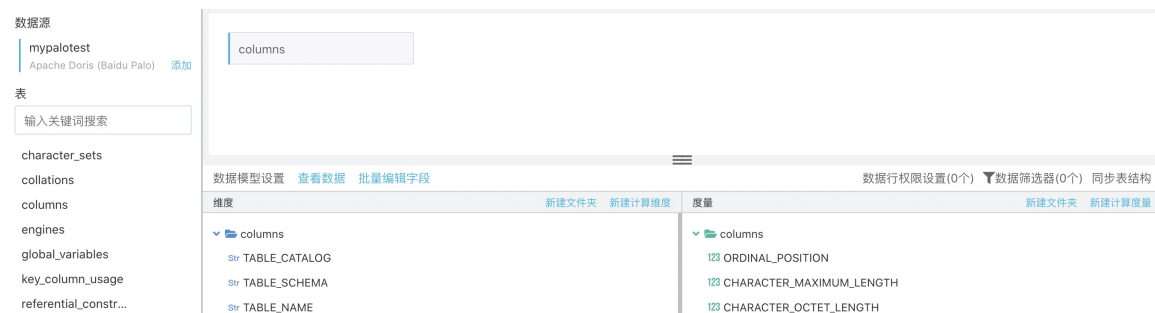 数据源
mypalotest
Apache Doris (Baidu Palo) 添加
表
输入关键词搜索
character_sets
collations
columns
engines
global_variables
key_column_usage
referential_constr...
columns
数据模型设置 查看数据 批量编辑字段 数据行权限设置(0个) 数据筛选器(0个) 同步表结构
维度 新建文件夹 新建计算维度
columns
Str TABLE_CATALOG
Str TABLE_SCHEMA
Str TABLE_NAME
度量 新建文件夹 新建计算度量
columns
123 ORDINAL_POSITION
123 CHARACTER_MAXIMUM_LENGTH
123 CHARACTER_OCTET_LENGTH